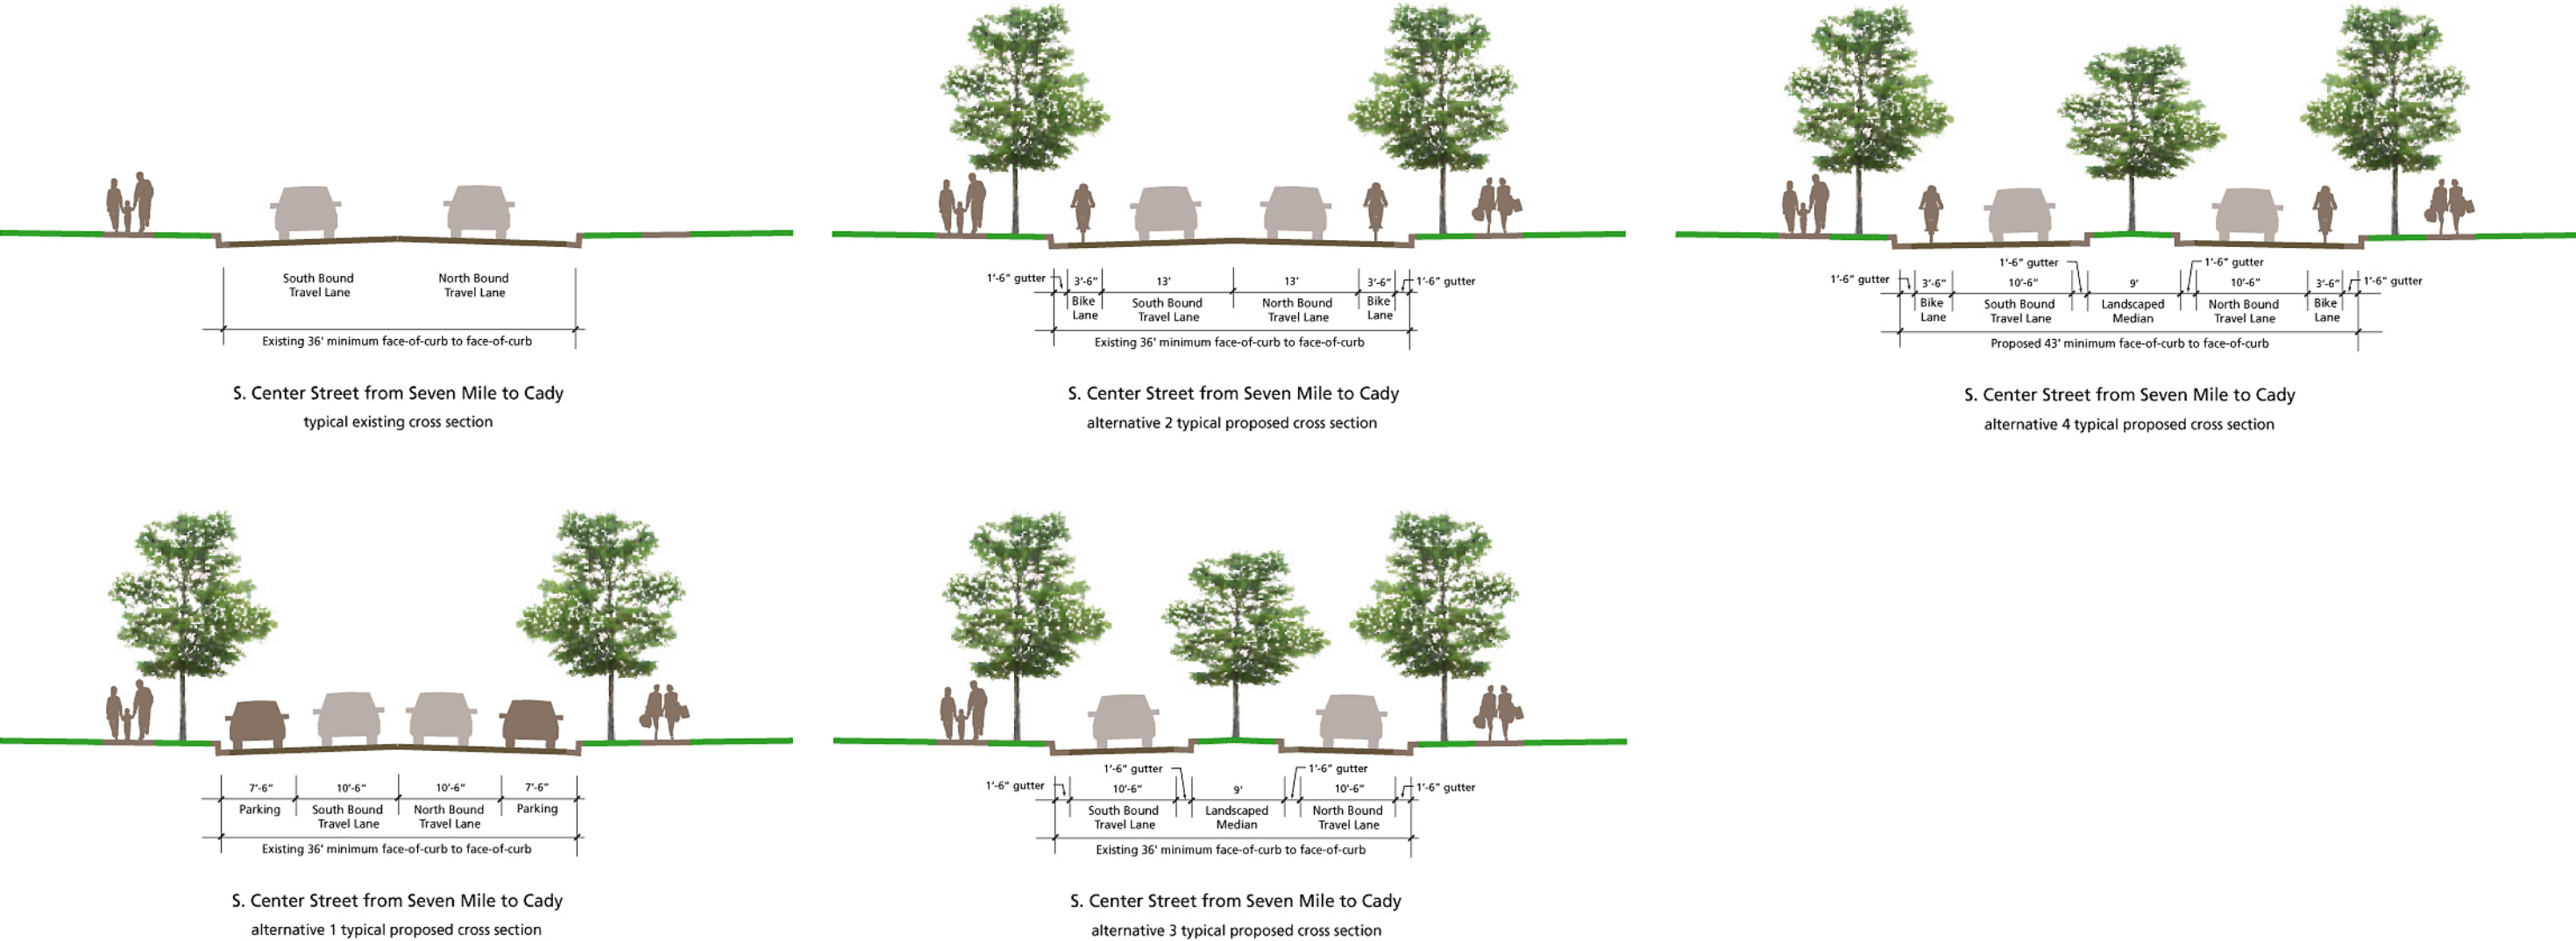 South Bound
Travel Lane
North Bound
Travel Lane
Existing 36' minimum face-of-curb to face-of-curb
S. Center Street from Seven Mile to Cady
typical existing cross section
1'-6" gutter
3'-6"
13'
13'
3'-6"
1'-6" gutter
Bike
Lane
South Bound
Travel Lane
North Bound
Travel Lane
Bike
Lane
Existing 36' minimum face-of-curb to face-of-curb
S. Center Street from Seven Mile to Cady
alternative 2 typical proposed cross section
1'-6" gutter
1'-6" gutter
1'-6" gutter
3'-6"
10'-6"
9'
10'-6"
3'-6"
1'-6" gutter
Bike
Lane
South Bound
Travel Lane
Landscaped
Median
North Bound
Travel Lane
Bike
Lane
Proposed 43' minimum face-of-curb to face-of-curb
S. Center Street from Seven Mile to Cady
alternative 4 typical proposed cross section
7'-6"
10'-6"
10'-6"
7'-6"
Parking
South Bound
Travel Lane
North Bound
Travel Lane
Parking
Existing 36' minimum face-of-curb to face-of-curb
S. Center Street from Seven Mile to Cady
alternative 1 typical proposed cross section
1'-6" gutter
1'-6" gutter
1'-6" gutter
10'-6"
9'
10'-6"
1'-6" gutter
South Bound
Travel Lane
Landscaped
Median
North Bound
Travel Lane
Existing 36' minimum face-of-curb to face-of-curb
S. Center Street from Seven Mile to Cady
alternative 3 typical proposed cross section